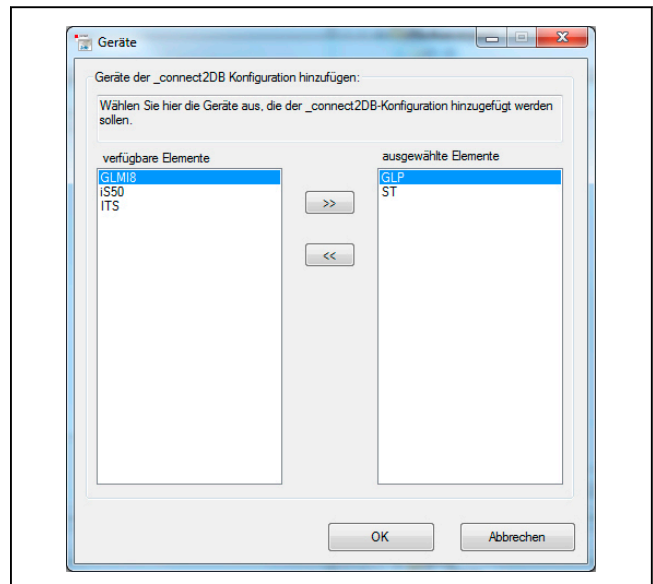 Geräte
Geräte der _connect2DB Konfiguration hinzufügen:
Wählen Sie hier die Geräte aus, die der _connect2DB-Konfiguration hinzugefügt werden
sollen.
verfügbare Elemente
GLMI8
iS50
ITS
>>
<<
ausgewählte Elemente
GLP
ST
OK
Abbrechen